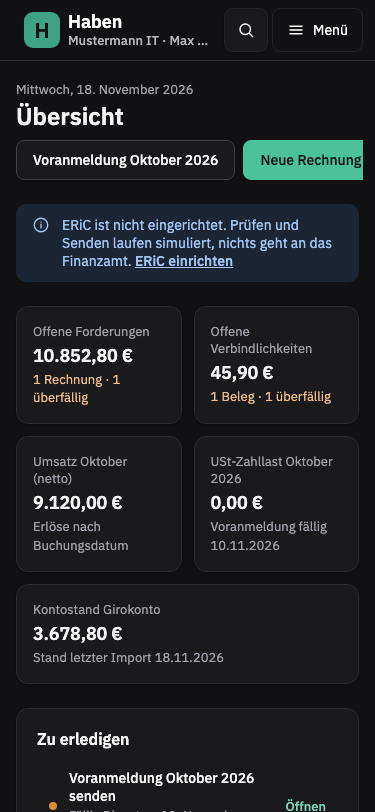 H Haben
Mustermann IT · Max ...
Menü
Mittwoch, 18. November 2026
Übersicht
Voranmeldung Oktober 2026
Neue Rechnung
ERiC ist nicht eingerichtet. Prüfen und
Senden laufen simuliert, nichts geht an das
Finanzamt. ERiC einrichten
Offene Forderungen
10.852,80 €
1 Rechnung · 1
überfällig
Offene
Verbindlichkeiten
45,90 €
1 Beleg · 1 überfällig
Umsatz Oktober
(netto)
9.120,00 €
Erlöse nach
Buchungsdatum
USt-Zahllast Oktober
2026
0,00 €
Voranmeldung fällig
10.11.2026
Kontostand Girokonto
3.678,80 €
Stand letzter Import 18.11.2026
Zu erledigen
Voranmeldung Oktober 2026
senden
Öffnen